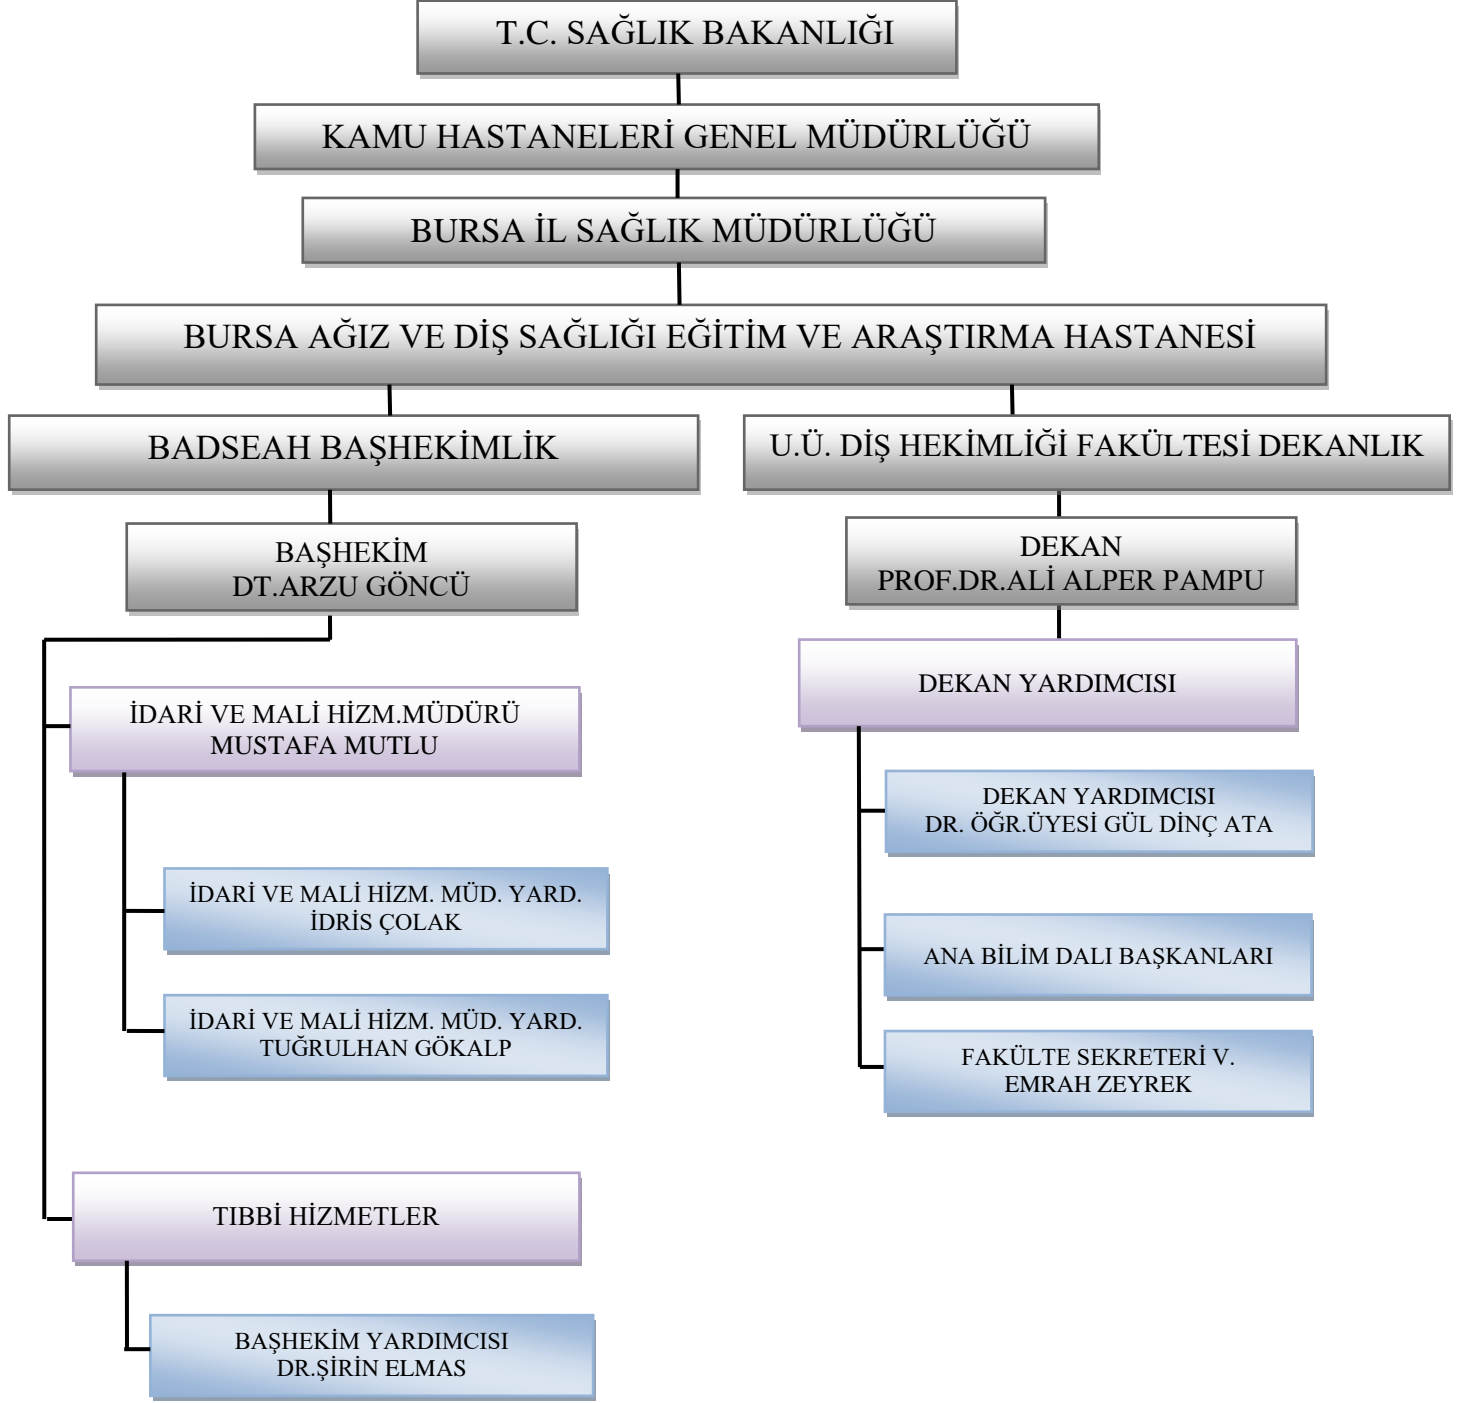 T.C. SAĞLIK BAKANLIĞI
KAMU HASTANELERİ GENEL MÜDÜRLÜĞÜ
BURSA İL SAĞLIK MÜDÜRLÜĞÜ
BURSA AĞIZ VE DİŞ SAĞLIĞI EĞİTİM VE ARAŞTIRMA HASTANESİ
BADSEAH BAŞHEKİMLİK
BAŞHEKİM
DT.ARZU GÖNCÜ
İDARİ VE MALİ HİZM.MÜDÜRÜ
MUSTAFA MUTLU
İDARİ VE MALİ HİZM. MÜD. YARD.
İDRİS ÇOLAK
İDARİ VE MALİ HİZM. MÜD. YARD.
TUĞRULHAN GÖKALP
TIBBİ HİZMETLER
BAŞHEKİM YARDIMCISI
DR.ŞİRİN ELMAS
U.Ü. DİŞ HEKİMLİĞİ FAKÜLTESİ DEKANLIK
DEKAN
PROF.DR.ALİ ALPER PAMPU
DEKAN YARDIMCISI
DEKAN YARDIMCISI
DR. ÖĞR.ÜYESİ GÜL DİNÇ ATA
ANA BİLİM DALI BAŞKANLARI
FAKÜLTE SEKRETERİ V.
EMRAH ZEYREK